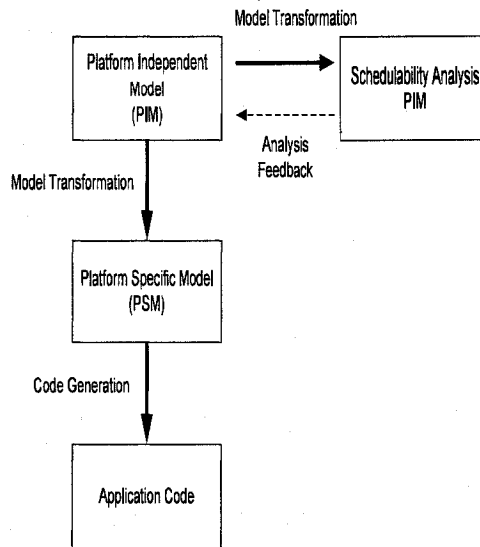 Model Transformation
Platform Independent
Model
(PIM)
Schedulability Analysis
PIM
Analysis
Feedback
Model Transformation
Platform Specific Model
(PSM)
Code Generation
Application Code